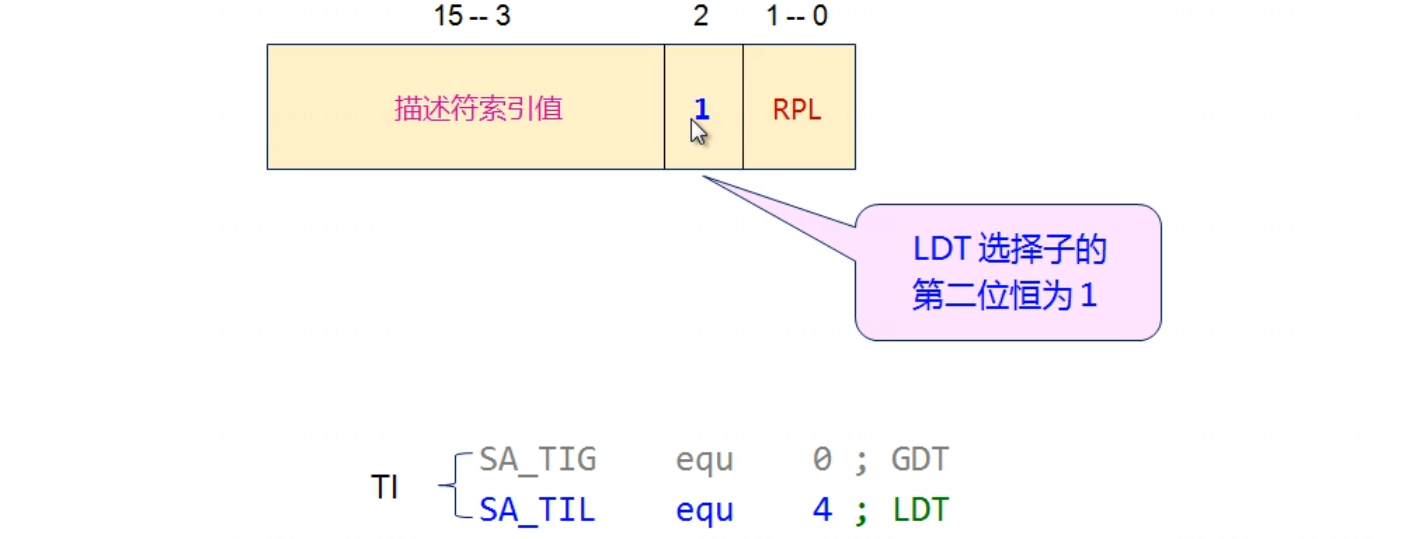 15 -- 3 2 1 -- 0
描述符索引值 1 RPL
LDT 选择子的
第二位恒为 1
SA_TIG equ 0 ; GDT
TI
SA_TIL equ 4 ; LDT